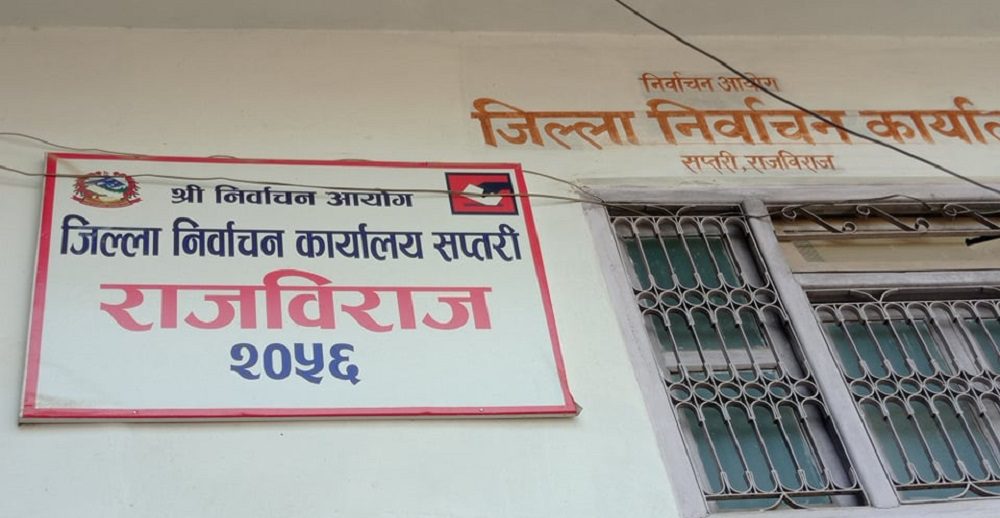 श्री निर्वाचन आयोग
जिल्ला निर्वाचन कार्यालय सप्तरी
राजविराज
२०५६
निर्वाचन आयोग
जिल्ला निर्वाचन कार्याल
सप्तरी, राजविराज